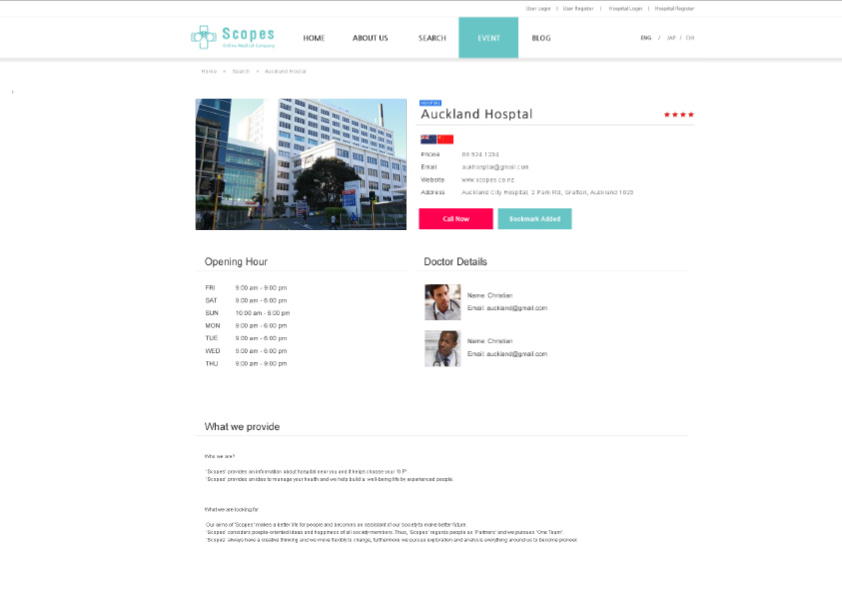 User Login | User Register | Hospital Login | Hospital Register
Scopes
Online Medical Company
HOME ABOUT US SEARCH EVENT BLOG
ENG / JAP / CHI
Home > Search > Auckland Hosptal
HOSPITAL
Auckland Hosptal
Phone 09 924 1234
Email auckhosptal@gmail.com
Website www.scopes.co.nz
Address Auckland City Hospital, 2 Park Rd, Grafton, Auckland 1023
Call Now Bookmark Added
Opening Hour
FRI 9:00 am - 9:00 pm
SAT 9:00 am - 6:00 pm
SUN 10:00 am - 5:00 pm
MON 9:00 am - 6:00 pm
TUE 9:00 am - 6:00 pm
WED 9:00 am - 6:00 pm
THU 9:00 am - 9:00 pm
Doctor Details
Name: Christian
Email: auckland@gmail.com
Name: Christian
Email: auckland@gmail.com
What we provide
Who we are?
'Scopes' provides an information about hospital near you and it helps choose your
'Scopes' provides an idea to manage your health and we help build a well-being life by experienced people.
What we are looking for
Our aims of 'Scopes' makes a better life for people and becomes an assistant of our society to make better future.
'Scopes' considers people-oriented ideas and happiness of all society members. Thus, 'Scopes' regards people as 'Partners' and we pursues 'One Team'.
'Scopes' always have a creative thinking and we move flexibly to change, furthermore we pursue exploration and analysis everything around us to become pioneer.